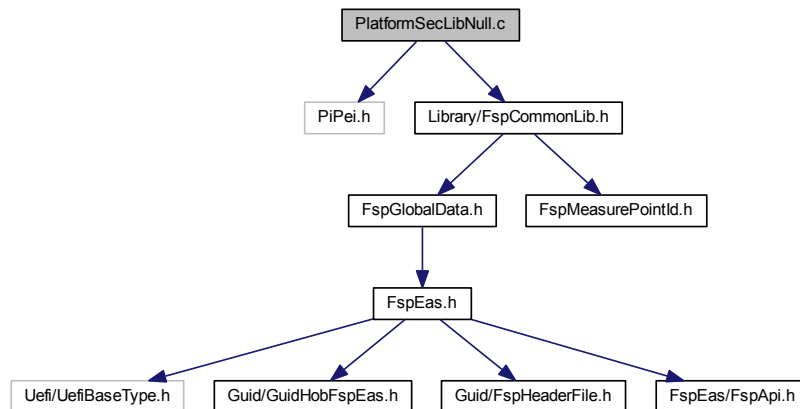 PlatformSecLibNull.c
PiPei.h
Library/FspCommonLib.h
FspGlobalData.h
FspMeasurePointId.h
FspEas.h
Uefi/UefiBaseType.h
Guid/GuidHobFspEas.h
Guid/FspHeaderFile.h
FspEas/FspApi.h